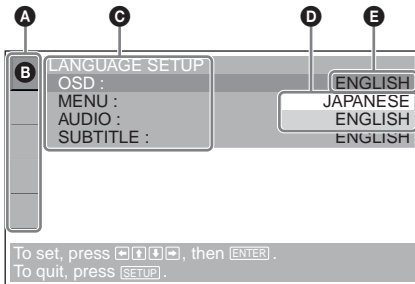 A C D E
B
LANGUAGE SETUP
OSD : ENGLISH
MENU : JAPANESE
AUDIO : ENGLISH
SUBTITLE : ENGLISH
To set, press ←↑↓→, then ENTER.
To quit, press SETUP.